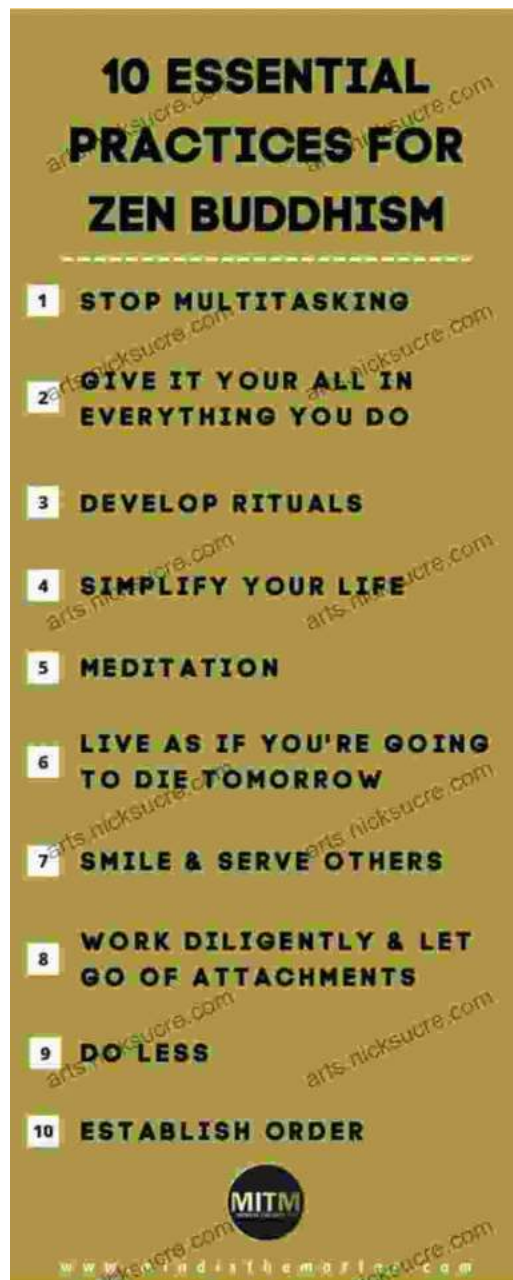 10 ESSENTIAL
PRACTICES FOR
ZEN BUDDHISM
1 STOP MULTITASKING
2 GIVE IT YOUR ALL IN
EVERYTHING YOU DO
3 DEVELOP RITUALS
4 SIMPLIFY YOUR LIFE
5 MEDITATION
6 LIVE AS IF YOU'RE GOING
TO DIE TOMORROW
7 SMILE & SERVE OTHERS
8 WORK DILIGENTLY & LET
GO OF ATTACHMENTS
9 DO LESS
10 ESTABLISH ORDER
MITM
arts.nicksucre.com